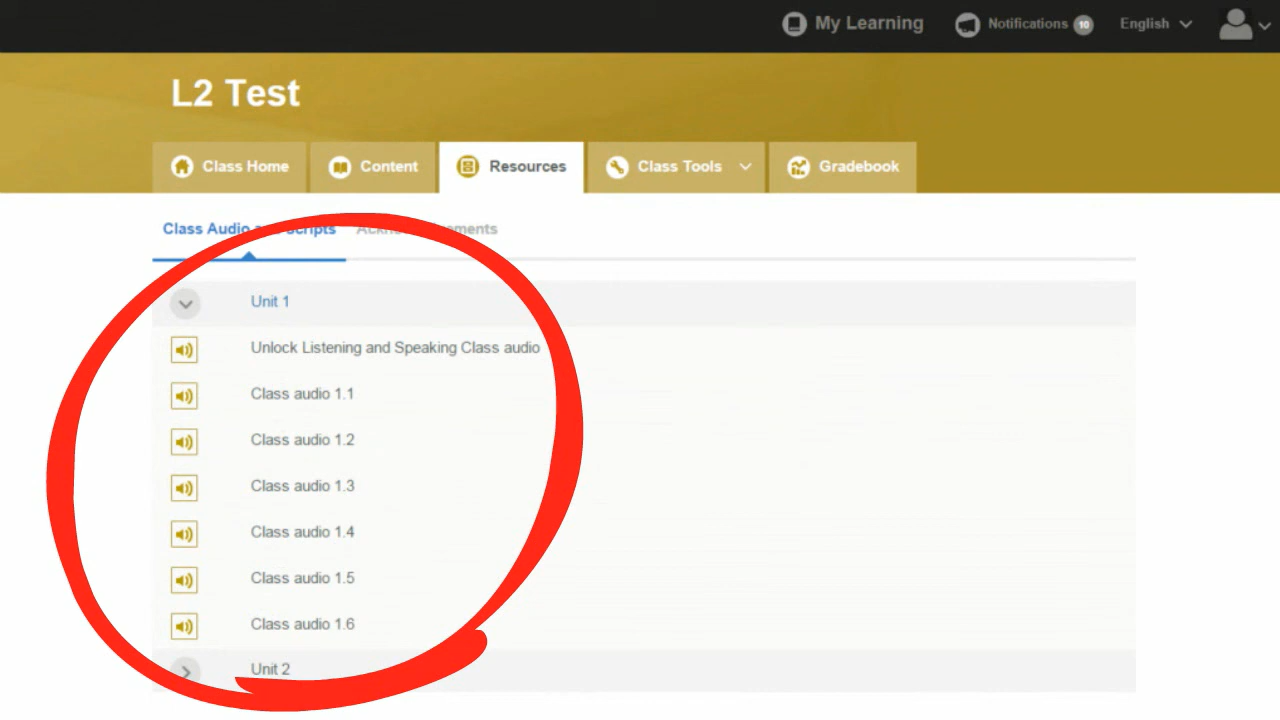 My Learning Notifications 10 English
L2 Test
Class Home Content Resources Class Tools Gradebook
Class Audio and Scripts
Unit 1
Unlock Listening and Speaking Class audio
Class audio 1.1
Class audio 1.2
Class audio 1.3
Class audio 1.4
Class audio 1.5
Class audio 1.6
Unit 2